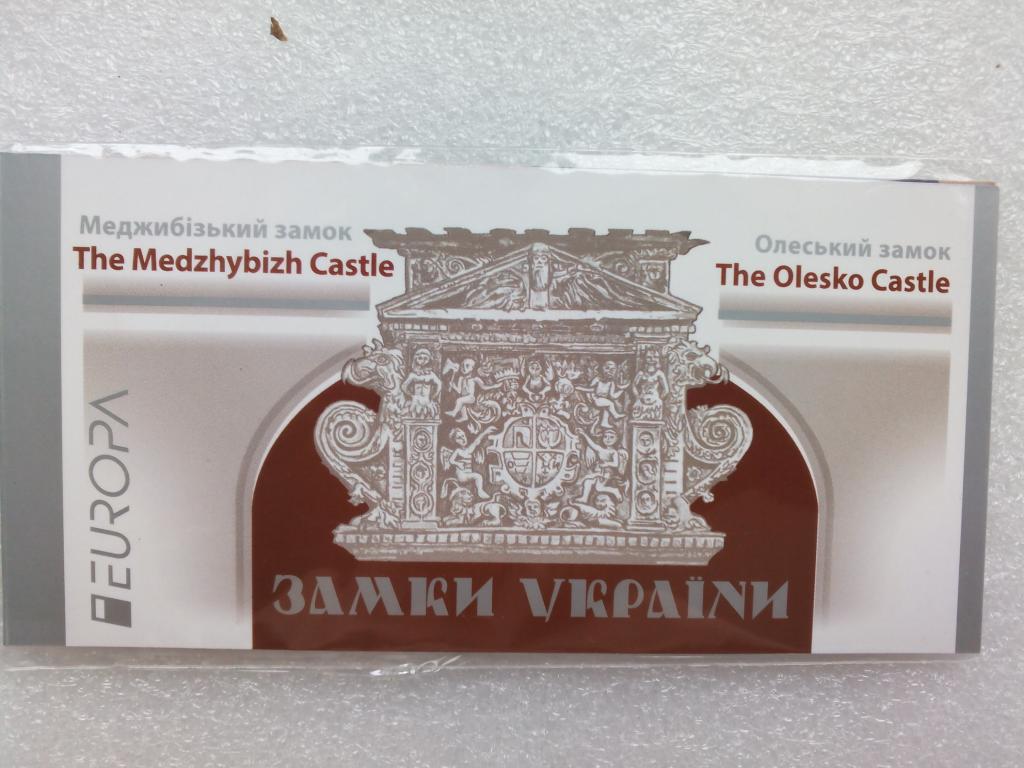 Меджибізький замок
The Medzhybizh Castle
Олеський замок
The Olesko Castle
EUROPA
ЗАМКИ УКРАЇНИ